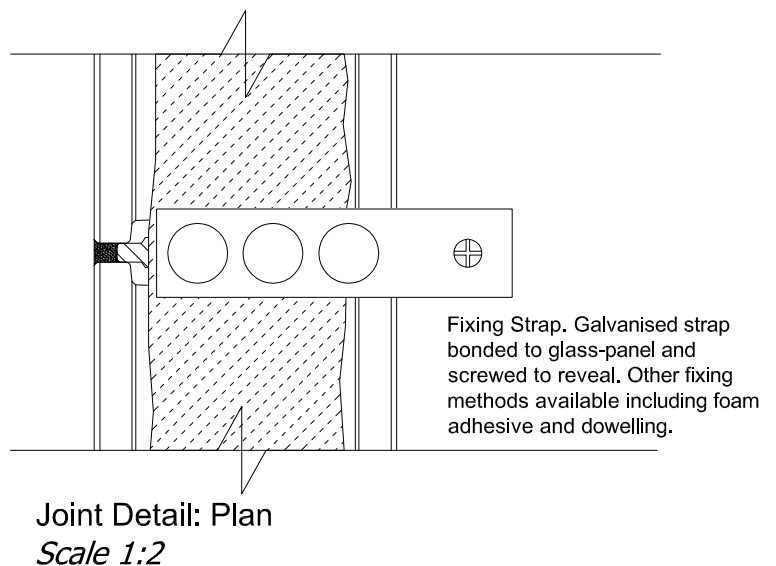 Fixing Strap. Galvanised strap
bonded to glass-panel and
screwed to reveal. Other fixing
methods available including foam
adhesive and dowelling.
Joint Detail: Plan
Scale 1:2